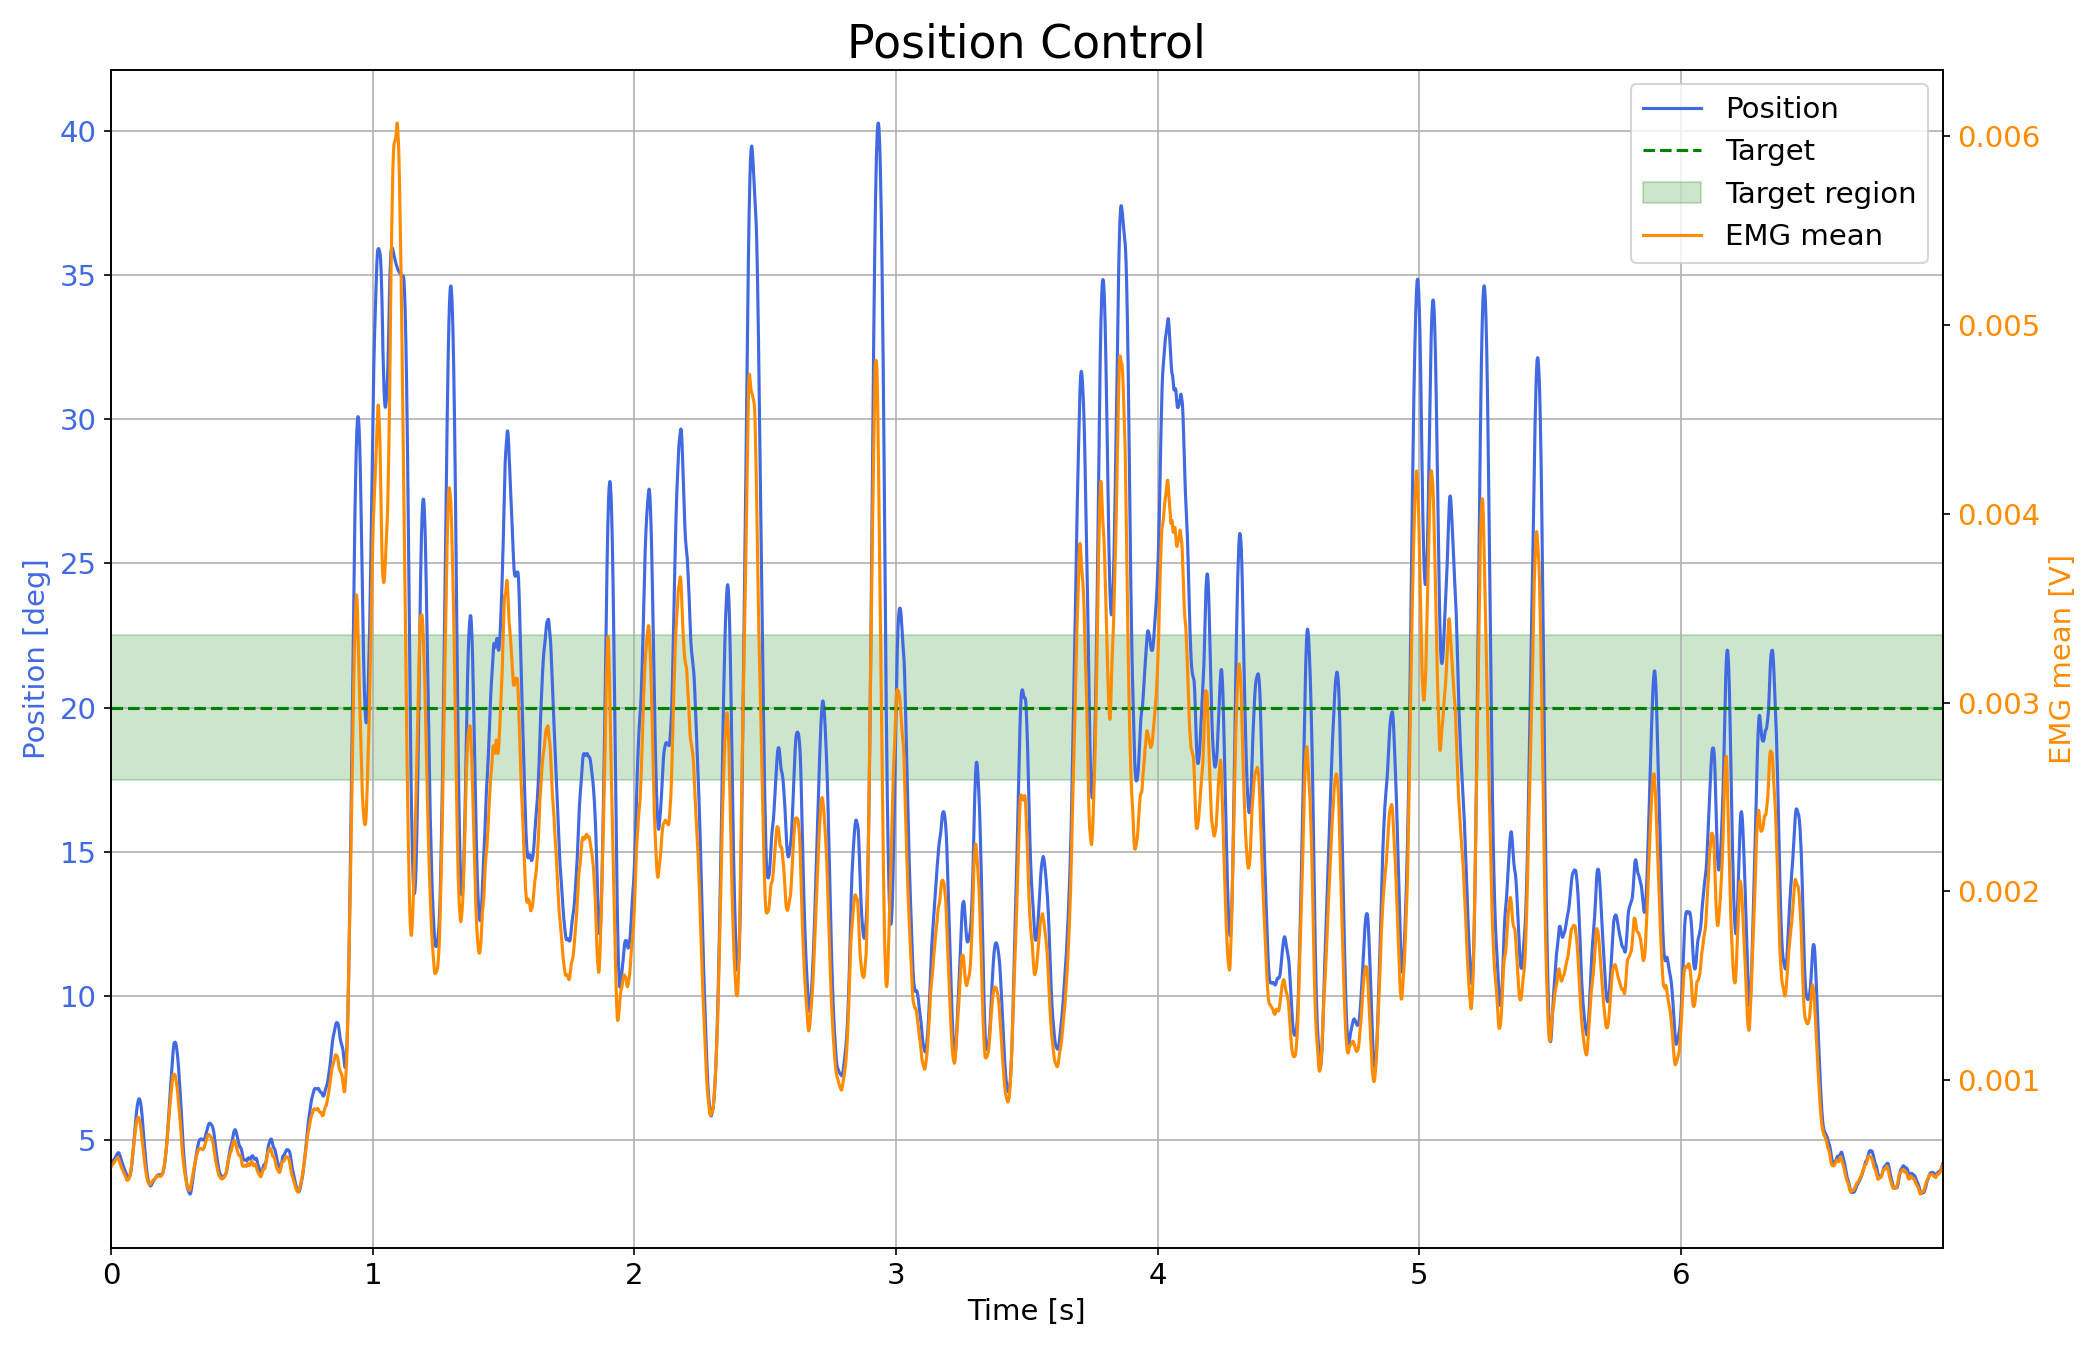 Position Control
Position
Target
Target region
EMG mean
40
35
30
25
20
15
10
5
Position [deg]
0.006
0.005
0.004
0.003
0.002
0.001
EMG mean [V]
0 1 2 3 4 5 6
Time [s]